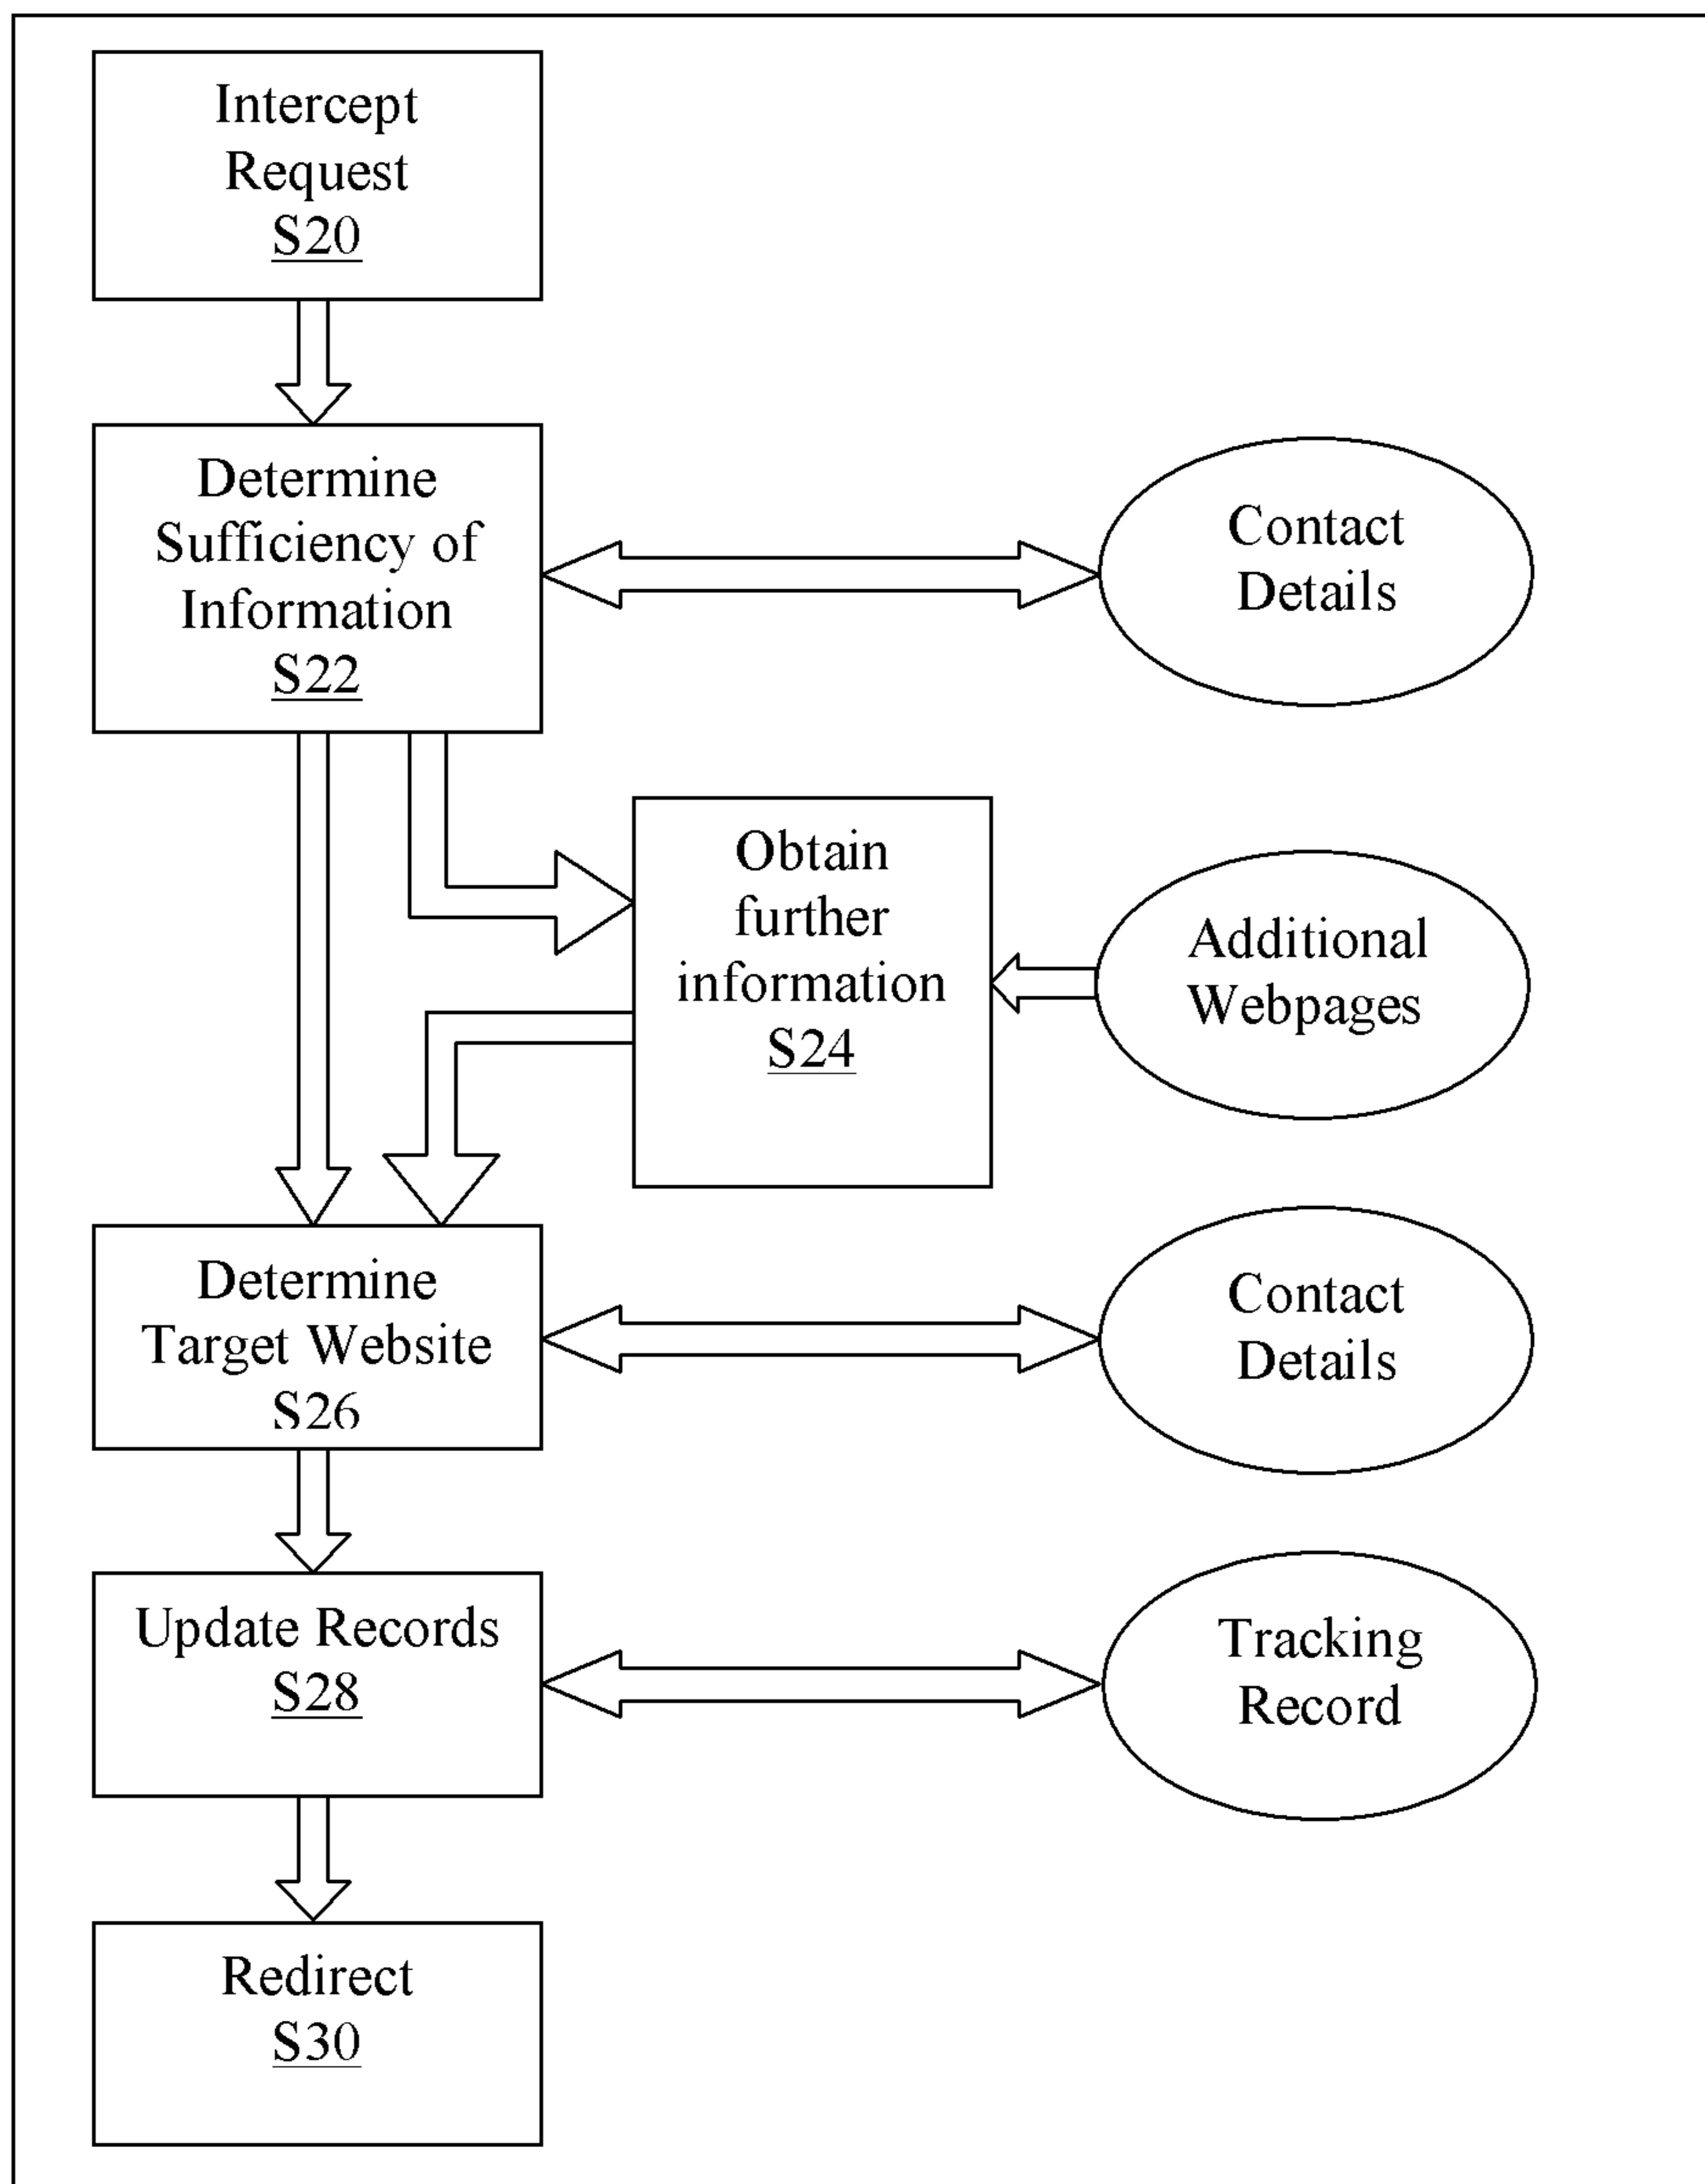 Intercept
Request
S20
Determine
Sufficiency of
Information
S22
Contact
Details
Obtain
further
information
S24
Additional
Webpages
Determine
Target Website
S26
Contact
Details
Update Records
S28
Tracking
Record
Redirect
S30